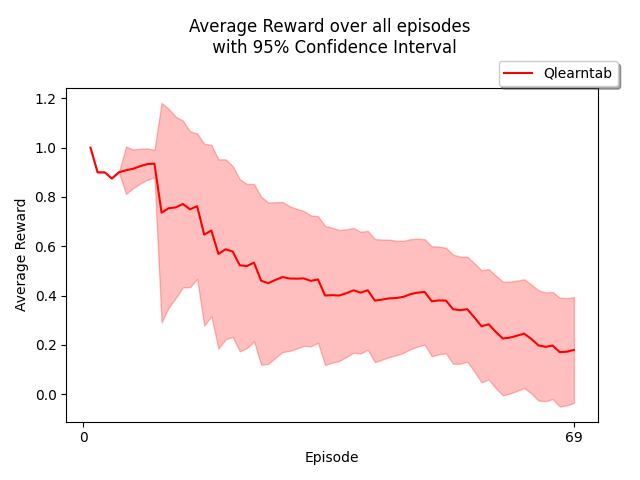 Average Reward over all episodes
with 95% Confidence Interval
Qlearntab
1.2
1.0
0.8
0.6
0.4
0.2
0.0
Average Reward
0
69
Episode